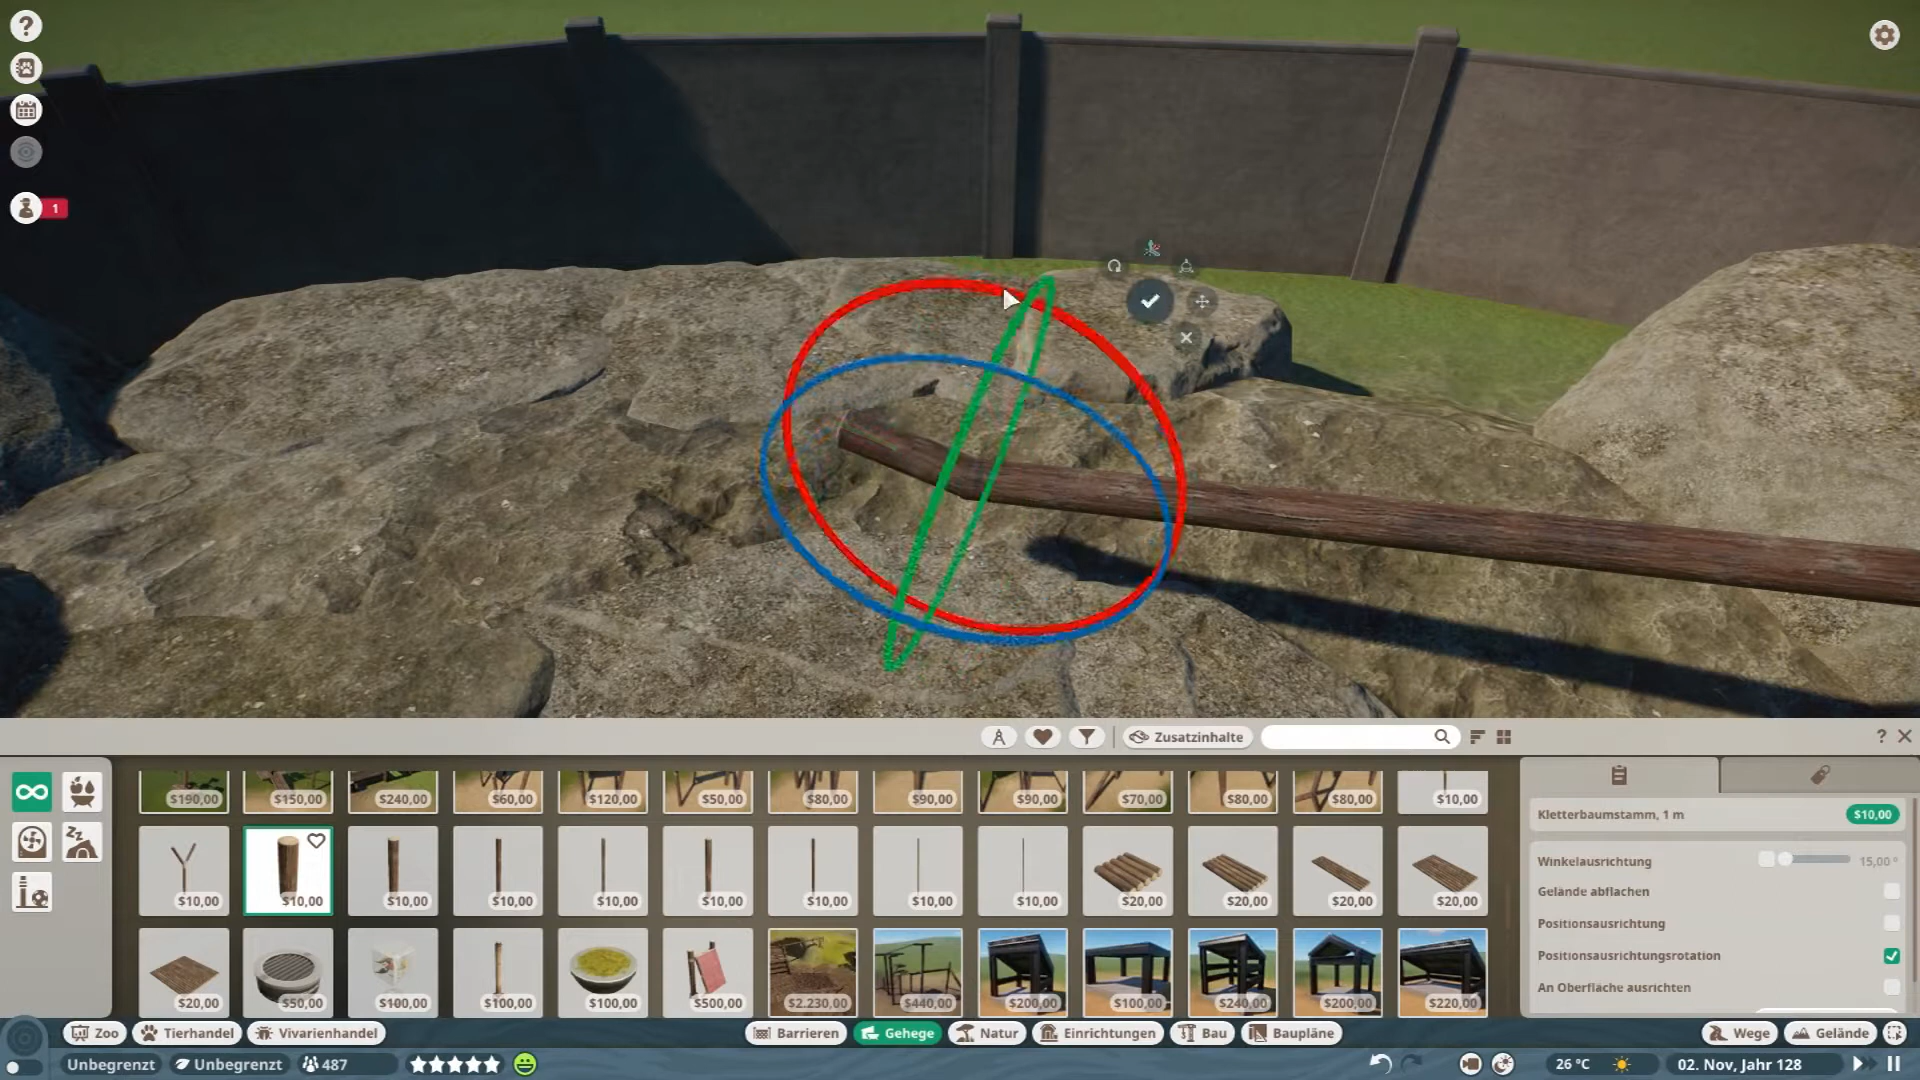 ?
1
Zusatzinhalte
?
$190,00 $150,00 $240,00 $60,00 $120,00 $50,00 $80,00 $90,00 $90,00 $70,00 $80,00 $80,00 $10,00
$10,00 $10,00 $10,00 $10,00 $10,00 $10,00 $10,00 $10,00 $10,00 $20,00 $20,00 $20,00 $20,00
$20,00 $50,00 $100,00 $100,00 $100,00 $500,00 $2.230,00 $440,00 $200,00 $100,00 $240,00 $200,00 $220,00
Kletterbaumstamm, 1 m $10,00
Winkelausrichtung 15,00 °
Gelände abflachen
Positionsausrichtung
Positionsausrichtungsrotation
An Oberfläche ausrichten
Zoo Tierhandel Vivarienhandel Barrieren Gehege Natur Einrichtungen Bau Baupläne Wege Gelände
Unbegrenzt Unbegrenzt 487 26 °C 02. Nov, Jahr 128